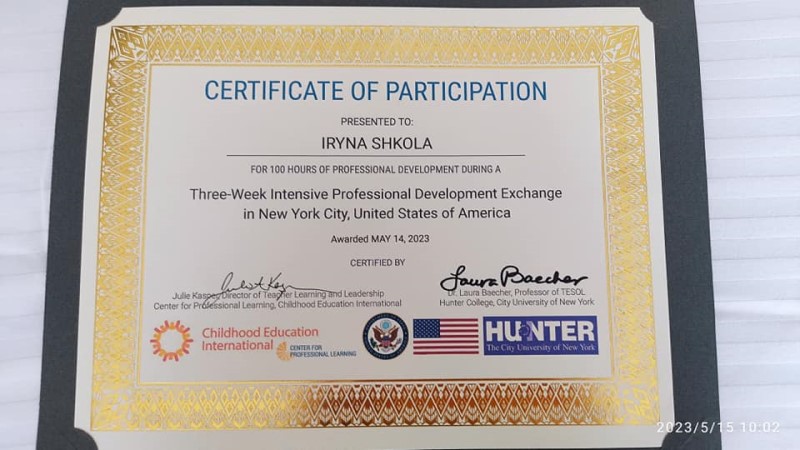 CERTIFICATE OF PARTICIPATION
PRESENTED TO:
IRYNA SHKOLA
FOR 100 HOURS OF PROFESSIONAL DEVELOPMENT DURING A
Three-Week Intensive Professional Development Exchange
in New York City, United States of America
Awarded MAY 14, 2023
CERTIFIED BY
Laura Baecher
Julie Kasper, Director of Teacher Learning and Leadership
Center for Professional Learning, Childhood Education International
Dr. Laura Baecher, Professor of TESOL
Hunter College, City University of New York
Childhood Education
International
CENTER FOR
PROFESSIONAL LEARNING
HUNTER
The City University of New York
2023/5/15 10:02